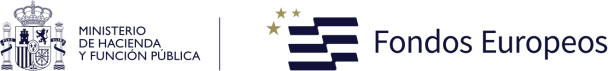 MINISTERIO
DE HACIENDA
Y FUNCIÓN PÚBLICA
Fondos Europeos